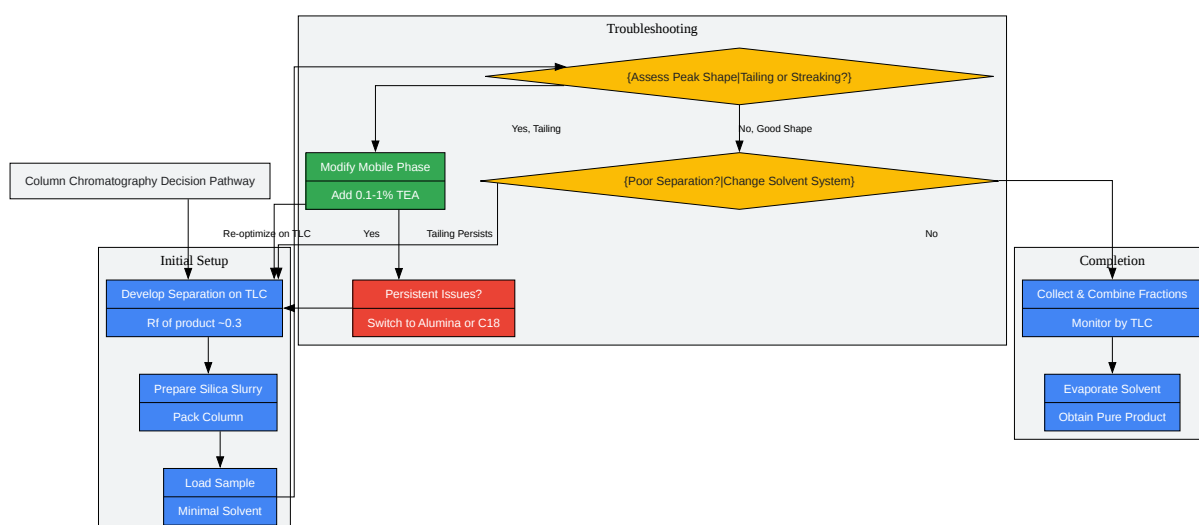 Troubleshooting
{Assess Peak Shape|Tailing or Streaking?}
Yes, Tailing
No, Good Shape
Modify Mobile Phase
Add 0.1-1% TEA
{Poor Separation?|Change Solvent System}
Column Chromatography Decision Pathway
Re-optimize on TLC
Yes
Tailing Persists
No
Initial Setup
Completion
Develop Separation on TLC
Rf of product ~0.3
Persistent Issues?
Switch to Alumina or C18
Collect & Combine Fractions
Monitor by TLC
Prepare Silica Slurry
Pack Column
Evaporate Solvent
Obtain Pure Product
Load Sample
Minimal Solvent